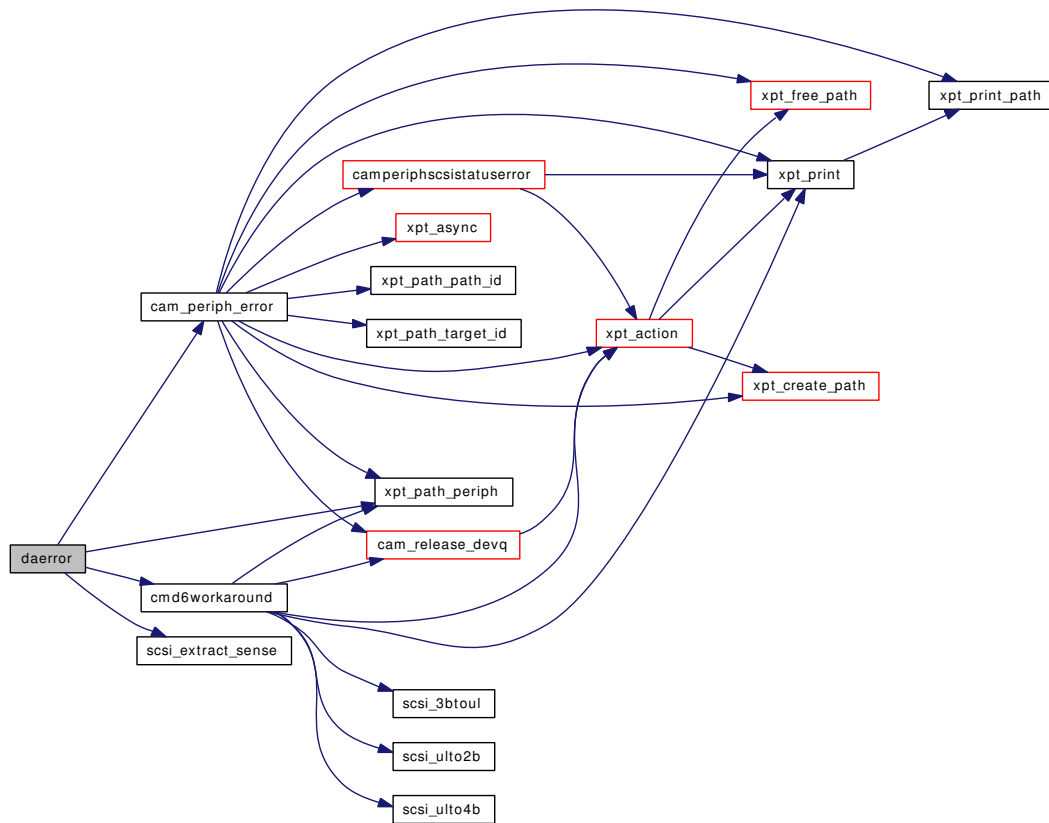 xpt_free_path
xpt_print_path
camperiphscsistatuserror
xpt_print
xpt_async
xpt_path_path_id
cam_periph_error
xpt_path_target_id
xpt_action
xpt_create_path
xpt_path_periph
cam_release_devq
daerror
cmd6workaround
scsi_extract_sense
scsi_3btoul
scsi_ulto2b
scsi_ulto4b